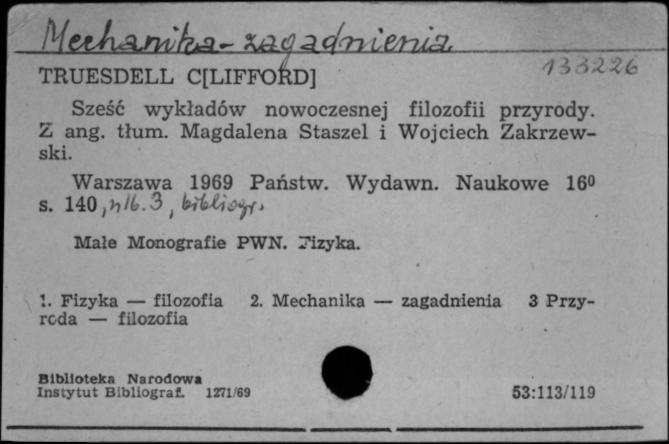 Mechanika - zagadnienia
TRUESDELL C[LIFFORD]
133226
Sześć wykładów nowoczesnej filozofii przyrody.
Z ang. tłum. Magdalena Staszel i Wojciech Zakrzew-
ski.
Warszawa 1969 Państw. Wydawn. Naukowe 16⁰
s. 140, nlb. 3, bibliogr.
Małe Monografie PWN. Fizyka.
1. Fizyka — filozofia 2. Mechanika — zagadnienia 3 Przy-
roda — filozofia
Biblioteka Narodowa
Instytut Bibliograf. 1271/69
53:113/119